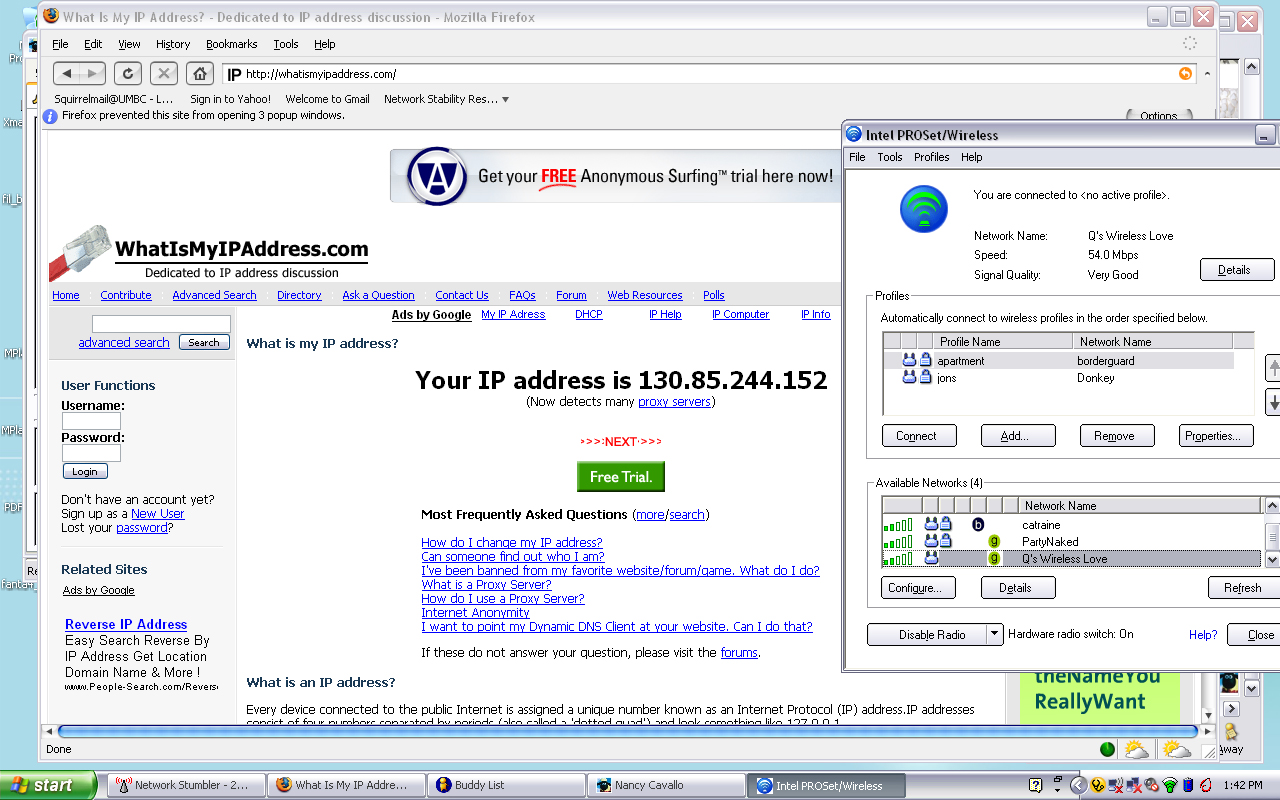 What Is My IP Address? - Dedicated to IP address discussion - Mozilla Firefox
File Edit View History Bookmarks Tools Help
IP http://whatismyipaddress.com/
Squirrelmail@UMBC - L... Sign in to Yahoo! Welcome to Gmail Network Stability Res...
Firefox prevented this site from opening 3 popup windows.
Options
Get your FREE Anonymous Surfing™ trial here now!
WhatIsMyIPAddress.com
Dedicated to IP address discussion
Home Contribute Advanced Search Directory Ask a Question Contact Us FAQs Forum Web Resources Polls
Ads by Google My IP Adress DHCP IP Help IP Computer IP Info
advanced search Search
User Functions
Username:
Password:
Login
Don't have an account yet?
Sign up as a New User
Lost your password?
Related Sites
Ads by Google
Reverse IP Address
Easy Search Reverse By
IP Address Get Location
Domain Name & More !
www.People-Search.com/Revers
What is my IP address?
Your IP address is 130.85.244.152
(Now detects many proxy servers)
>>>:NEXT·>>>
Free Trial.
Most Frequently Asked Questions (more/search)
How do I change my IP address?
Can someone find out who I am?
I've been banned from my favorite website/forum/game. What do I do?
What is a Proxy Server?
How do I use a Proxy Server?
Internet Anonymity
I want to point my Dynamic DNS Client at your website. Can I do that?
If these do not answer your question, please visit the forums.
What is an IP address?
Every device connected to the public Internet is assigned a unique number known as an Internet Protocol (IP) address.IP addresses
consist of four numbers separated by periods (also called a 'dotted-quad') and look something like 127.0.0.1
theNameYou
ReallyWant
Done
Intel PROSet/Wireless
File Tools Profiles Help
You are connected to <no active profile>.
Network Name: Q's Wireless Love
Speed: 54.0 Mbps
Signal Quality: Very Good
Details
Profiles
Automatically connect to wireless profiles in the order specified below.
Profile Name Network Name
apartment borderguard
jons Donkey
Connect Add... Remove Properties...
Available Networks (4)
Network Name
b catraine
g PartyNaked
g Q's Wireless Love
Configure... Details Refresh
Disable Radio Hardware radio switch: On Help? Close
Away
Xma
fil_b
MPl
MPla
PDF
fanta
start Network Stumbler - 2... What Is My IP Addre... Buddy List Nancy Cavallo Intel PROSet/Wireless 1:42 PM